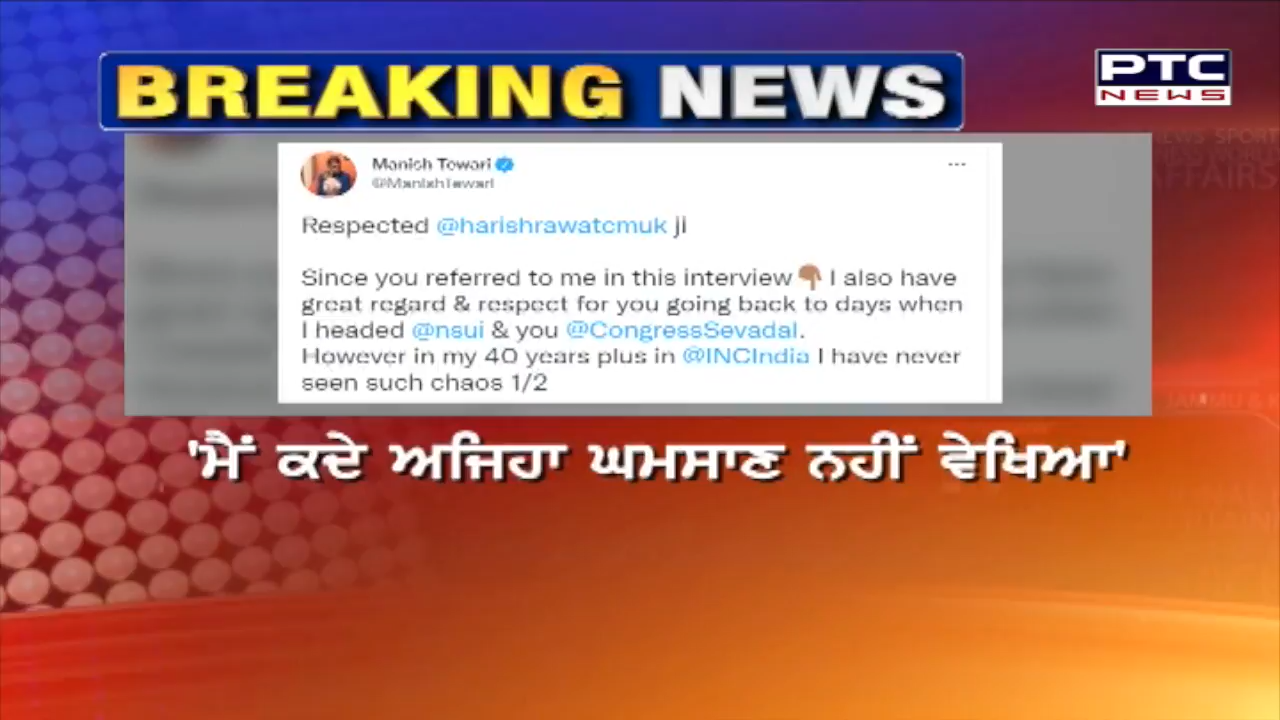 BREAKING NEWS
PTC
NEWS
Manish Tewari
@ManishTewari
Respected @harishrawatcmuk ji
Since you referred to me in this interview👇🏾 I also have
great regard & respect for you going back to days when
I headed @nsui & you @CongressSevadal.
However in my 40 years plus in @INCIndia I have never
seen such chaos 1/2
'ਮੈਂ ਕਦੇ ਅਜਿਹਾ ਘਮਸਾਣ ਨਹੀਂ ਵੇਖਿਆ'